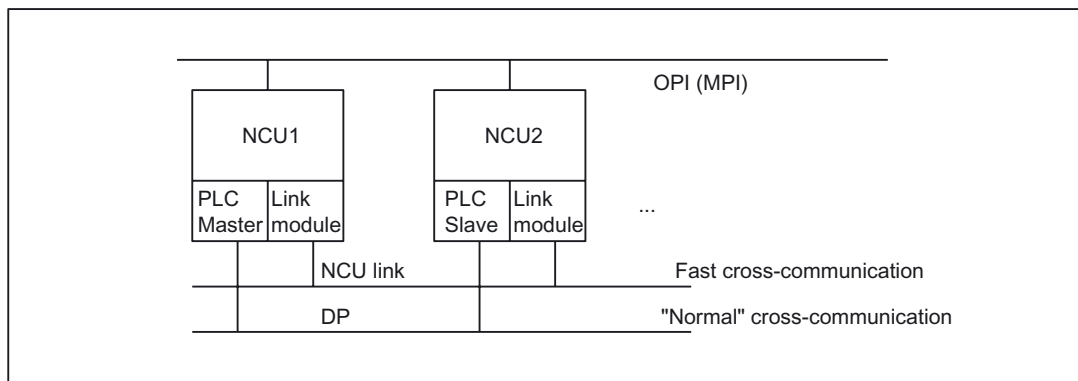 OPI (MPI)
NCU1
NCU2
PLC
Master
Link
module
PLC
Slave
Link
module
...
NCU link
Fast cross-communication
DP
"Normal" cross-communication